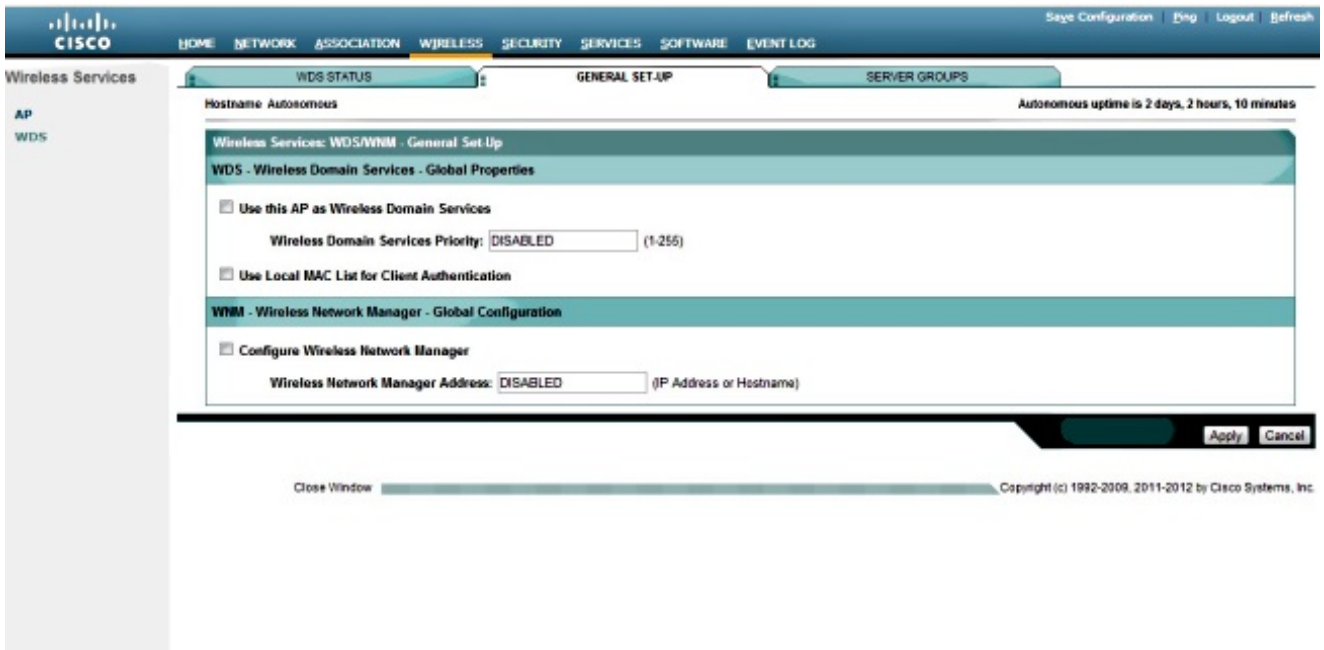 Save Configuration | Ping | Logout | Refresh
CISCO
HOME NETWORK ASSOCIATION WIRELESS SECURITY SERVICES SOFTWARE EVENT LOG
Wireless Services
AP
WDS
WDS STATUS GENERAL SET-UP SERVER GROUPS
Hostname Autonomous Autonomous uptime is 2 days, 2 hours, 10 minutes
Wireless Services: WDS/WNM - General Set-Up
WDS - Wireless Domain Services - Global Properties
Use this AP as Wireless Domain Services
Wireless Domain Services Priority: DISABLED (1-255)
Use Local MAC List for Client Authentication
WNM - Wireless Network Manager - Global Configuration
Configure Wireless Network Manager
Wireless Network Manager Address: DISABLED (IP Address or Hostname)
Apply Cancel
Close Window Copyright (c) 1992-2009, 2011-2012 by Cisco Systems, Inc.